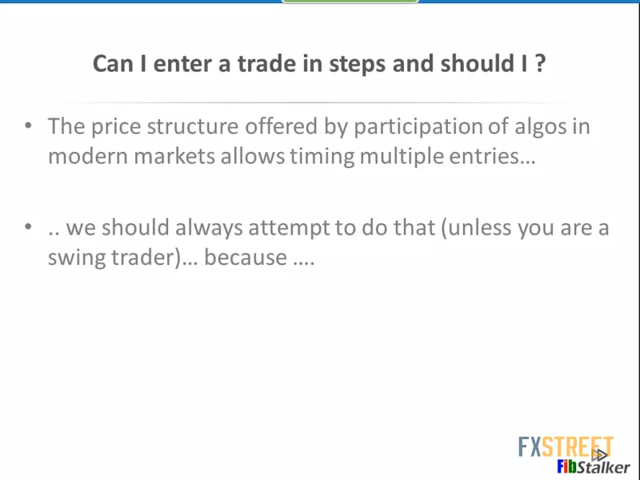 Can I enter a trade in steps and should I ?
• The price structure offered by participation of algos in
modern markets allows timing multiple entries…
• .. we should always attempt to do that (unless you are a
swing trader)… because ….
FXSTREET
FibStalker